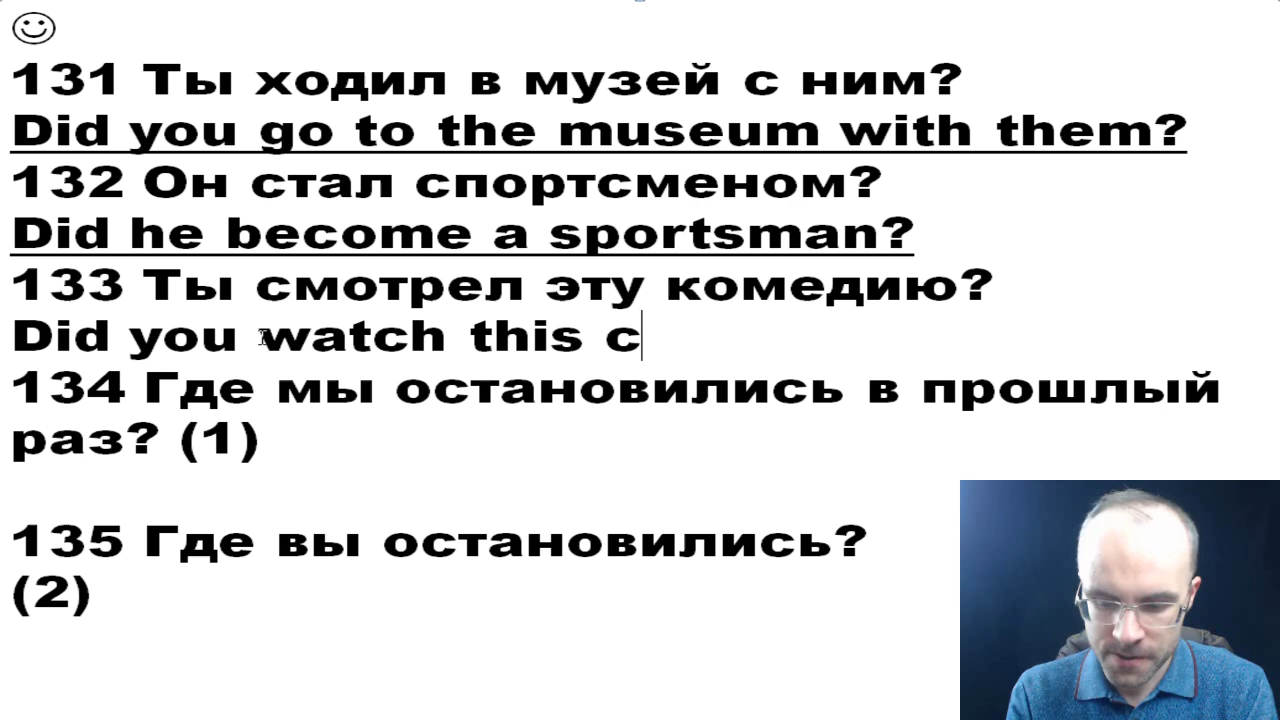 131 Ты ходил в музей с ним?
Did you go to the museum with them?
132 Он стал спортсменом?
Did he become a sportsman?
133 Ты смотрел эту комедию?
Did you watch this c
134 Где мы остановились в прошлый
раз? (1)
135 Где вы остановились?
(2)